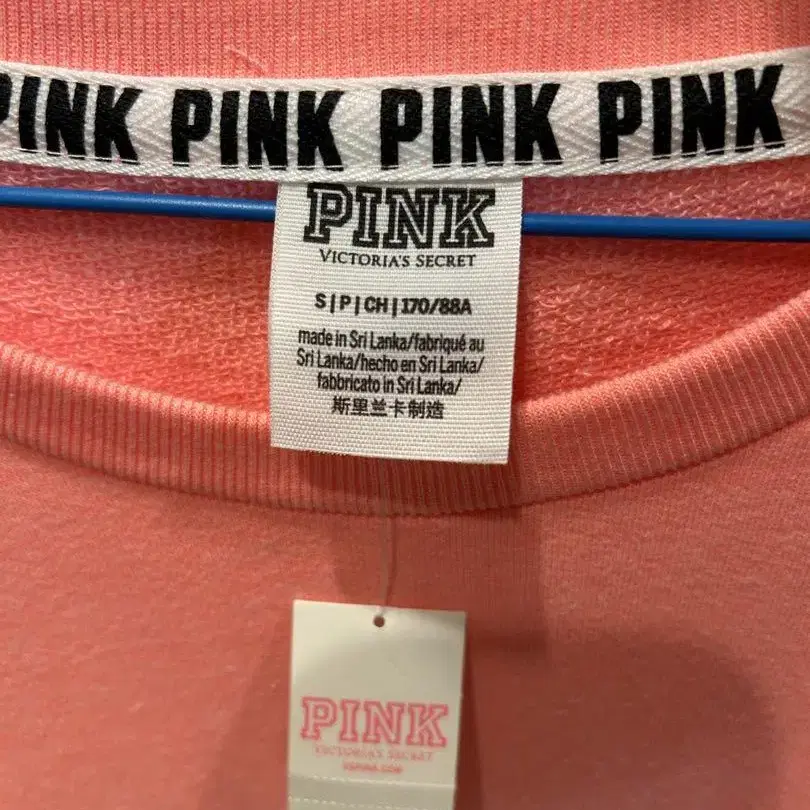 PINK PINK PINK PINK
PINK
VICTORIA'S SECRET
S|P|CH|170/88A
made in Sri Lanka/fabriqué au
Sri Lanka/hecho en Sri Lanka/
fabbricato in Sri Lanka/
斯里兰卡制造
PINK
VICTORIA'S SECRET